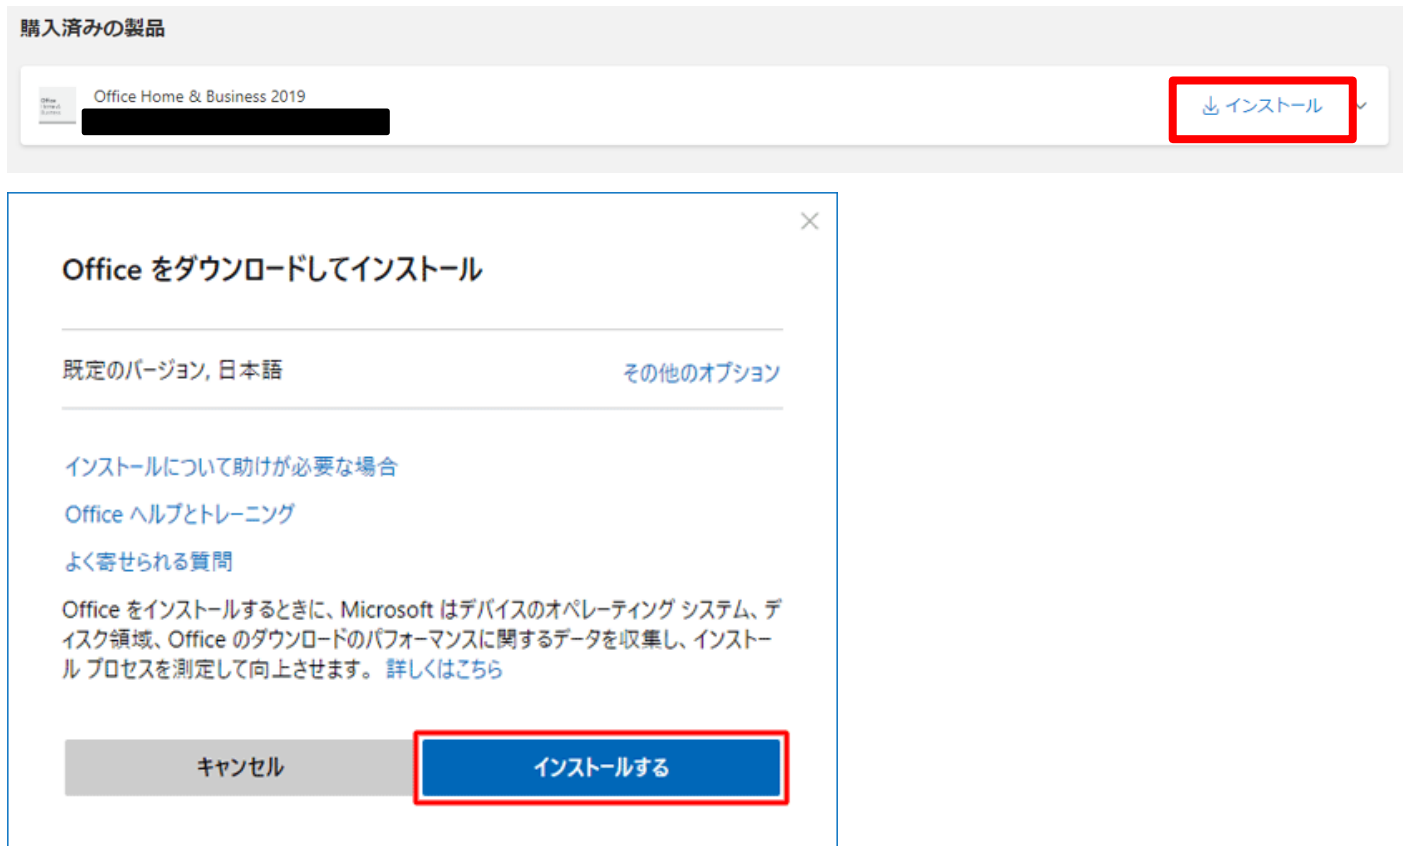 購入済みの製品
Office Home & Business 2019
インストール
Office をダウンロードしてインストール
既定のバージョン, 日本語
その他のオプション
インストールについて助けが必要な場合
Office ヘルプとトレーニング
よく寄せられる質問
Office をインストールするときに、Microsoft はデバイスのオペレーティング システム、デ
ィスク領域、Office のダウンロードのパフォーマンスに関するデータを収集し、インストー
ル プロセスを測定して向上させます。 詳しくはこちら
キャンセル
インストールする